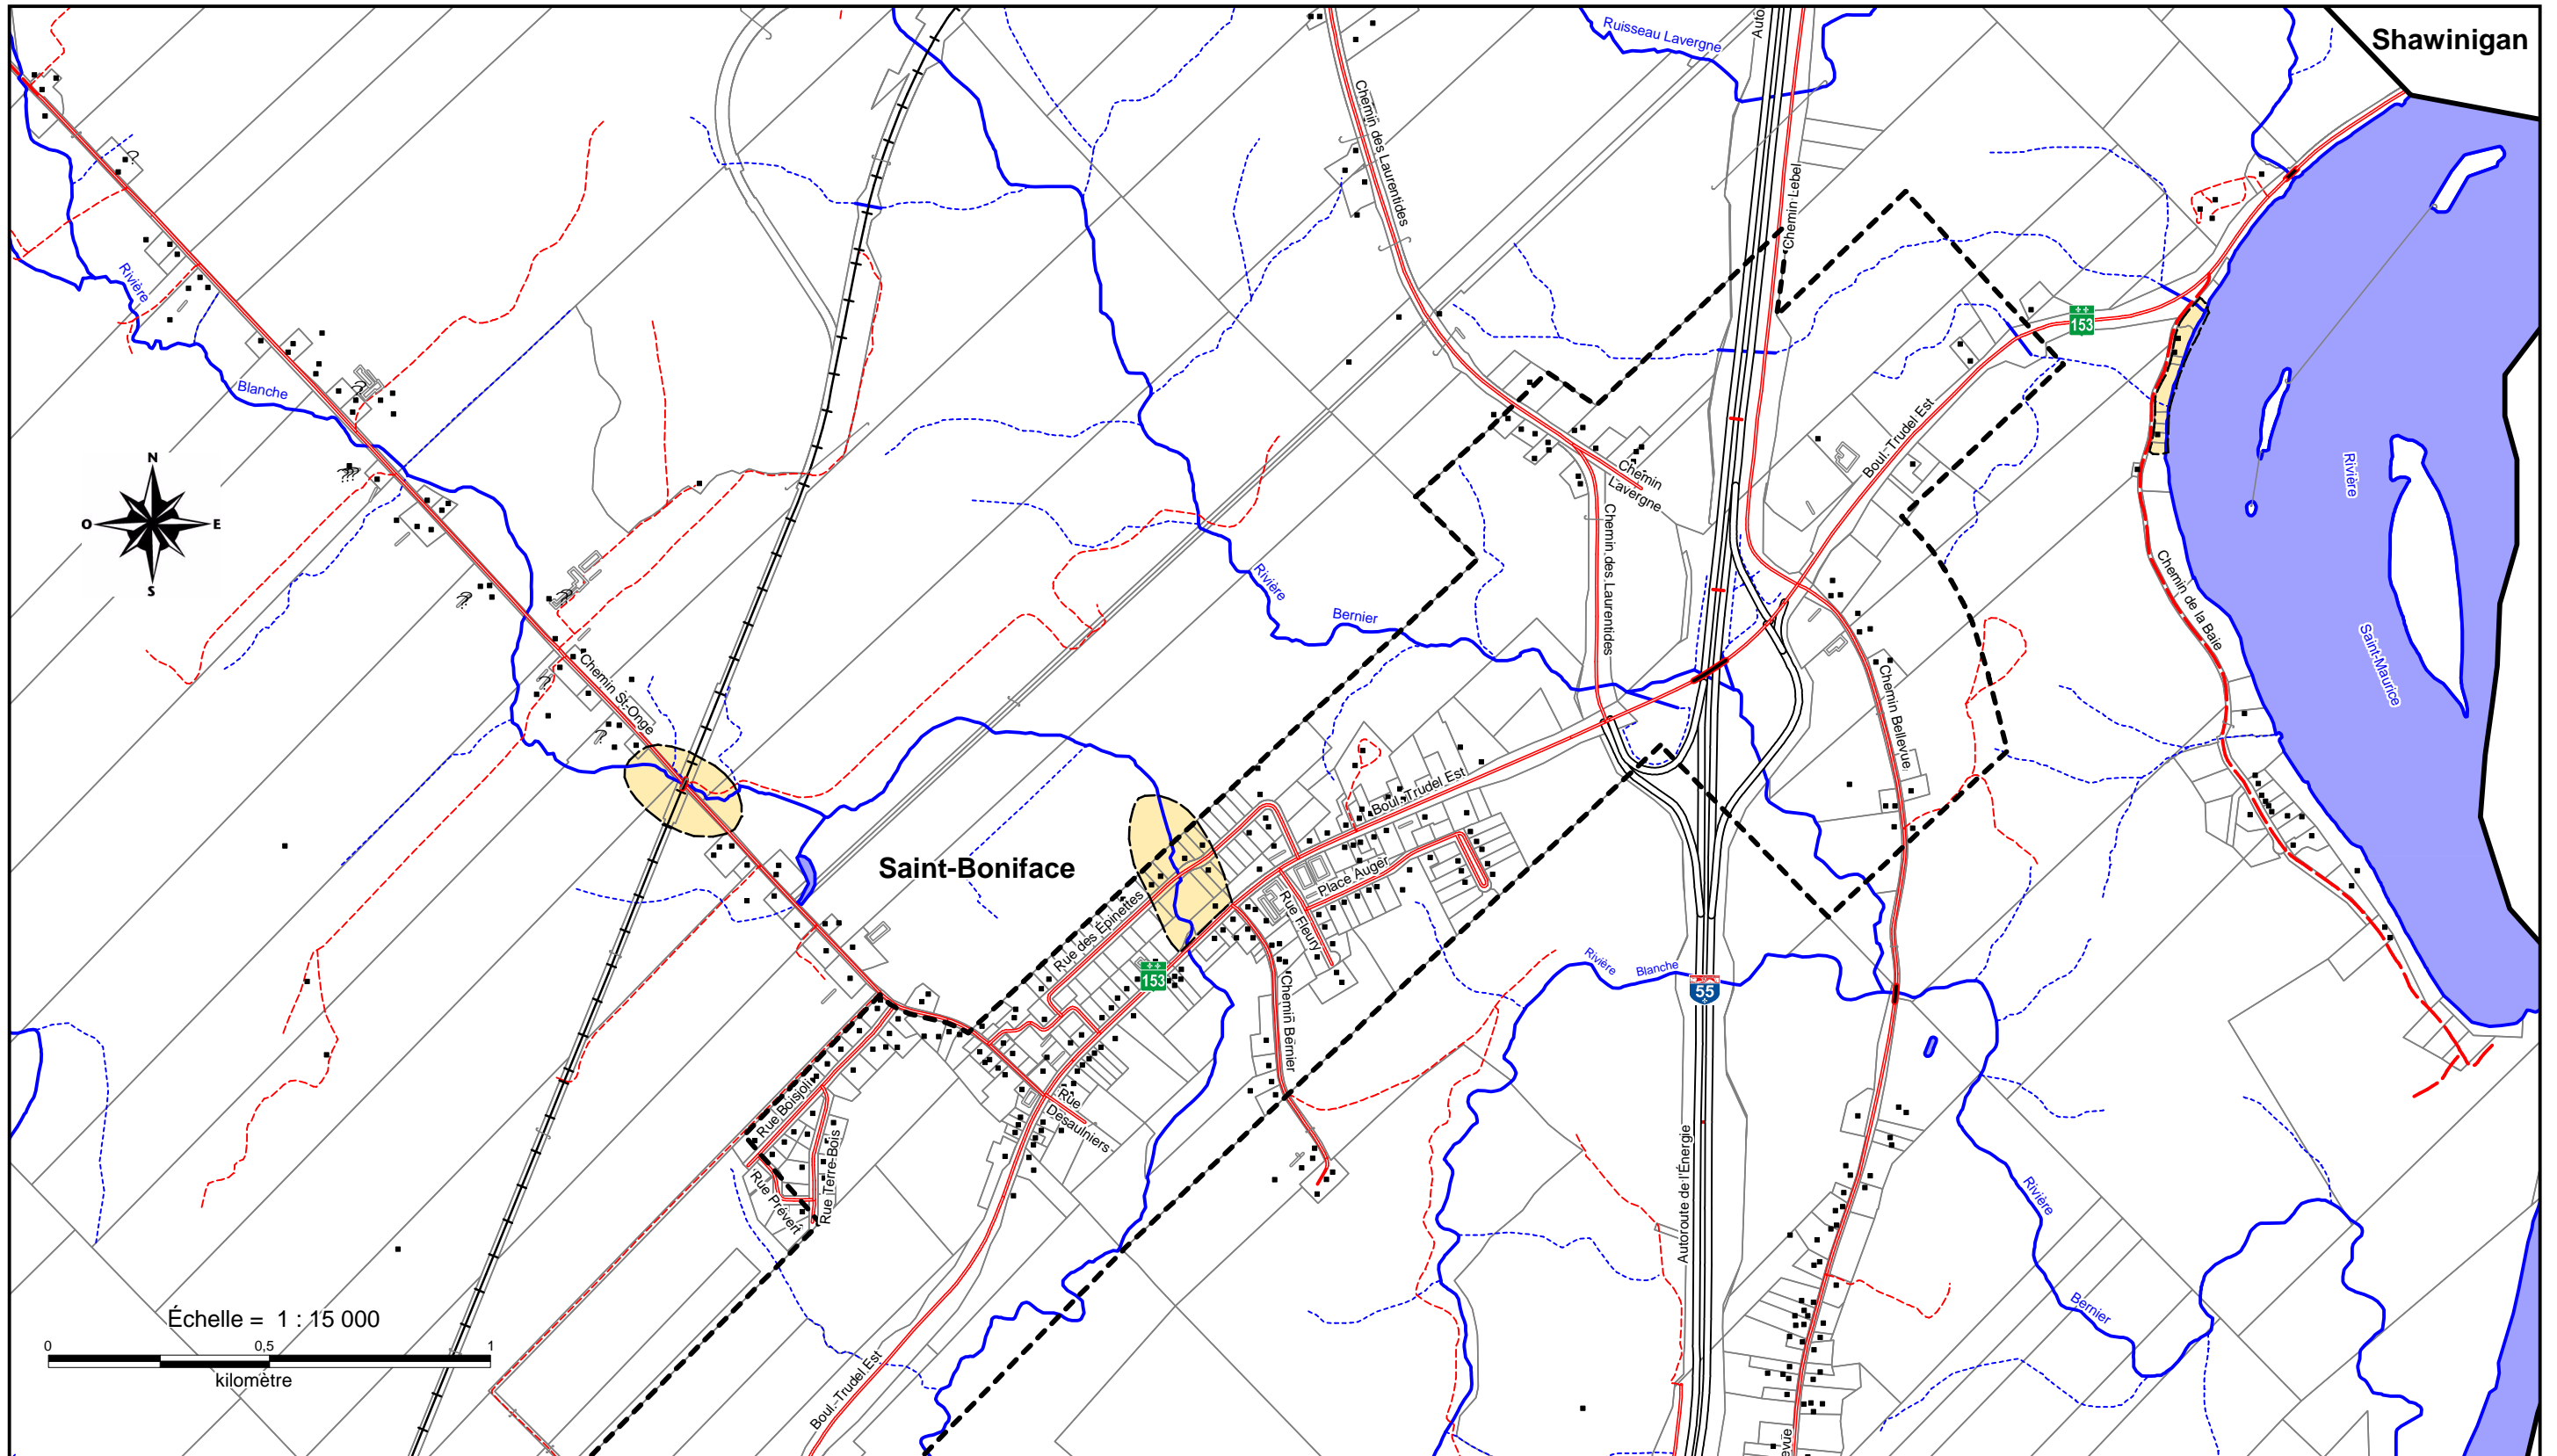 Shawinigan
Ruisseau Lavergne
Auto
Chemin des Laurentides
Chemin Lebel
Rivière
Blanche
153
Boul. Trudel Est
N
O
E
S
Chemin
Lavergne
Chemin des Laurentides
Rivière
Bernier
Rivière
Saint-Maurice
Chemin de la Baie
Chemin St-Onge
Chemin Bellevue
Saint-Boniface
Boul. Trudel Est
Place Auger
Rue Fleury
Rue des Épinettes
153
Chemin Bernier
Rivière
Blanche
55
Rue Boisjoli
Rue
Desaulniers
Rue Terre-Bois
Rue Prévert
Autoroute de l'Énergie
Rivière
Bernier
Boul. Trudel Est
Échelle = 1 : 15 000
0
0,5
1
kilomètre
evue